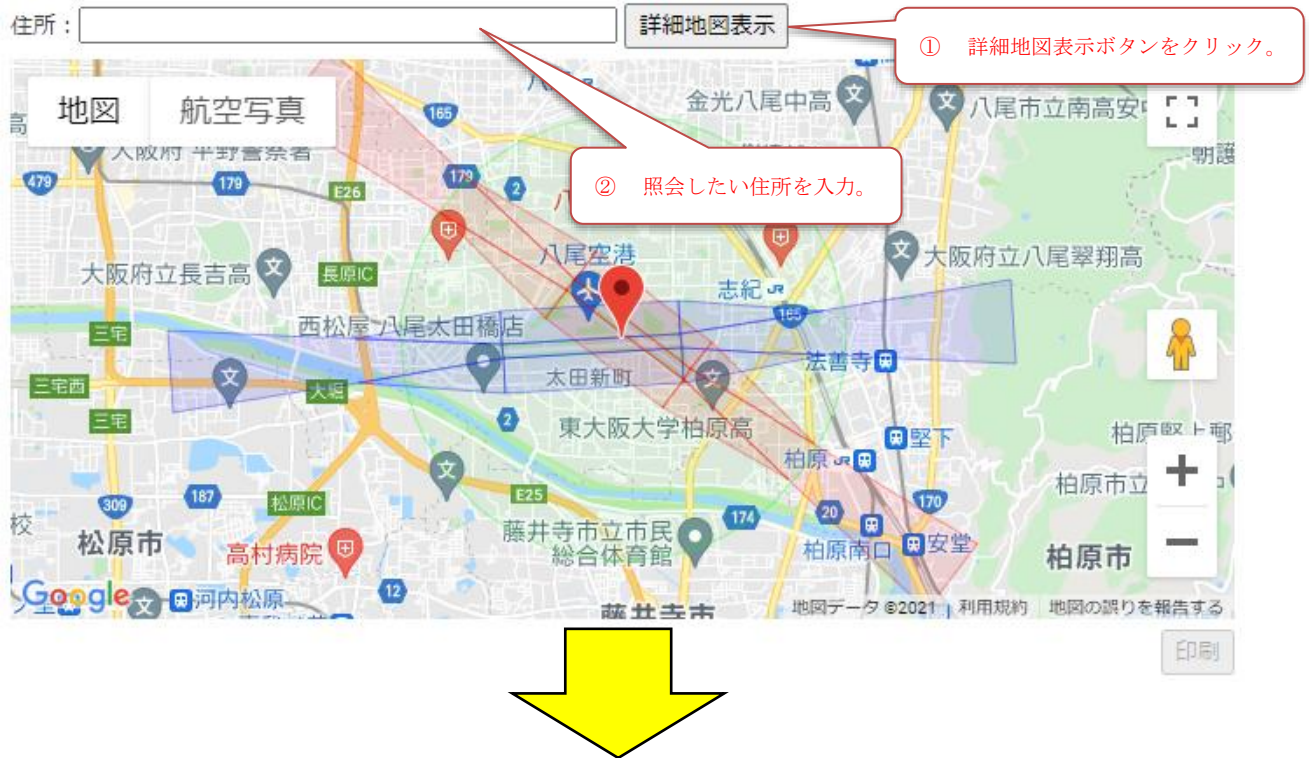 住所：
詳細地図表示
① 詳細地図表示ボタンをクリック。
地図
航空写真
165
金光八尾中高
八尾市立南高安
大阪府 平野警察署
479
179
E26
179
2
② 照会したい住所を入力。
八尾空港
大阪府立長吉高
長原IC
志紀
JR
大阪府立八尾翠翔高
三宅
西松屋 八尾太田橋店
165
法善寺
三宅西
大堀
太田新町
三宅
2
東大阪大学柏原高
堅下
柏原
JR
柏原市立
309
187
松原IC
E25
174
20
170
校
松原市
高村病院
藤井寺市立市民
総合体育館
柏原南口
安堂
柏原市
Google
河内松原
12
藤井寺市
地図データ ©2021
利用規約
地図の誤りを報告する
印刷